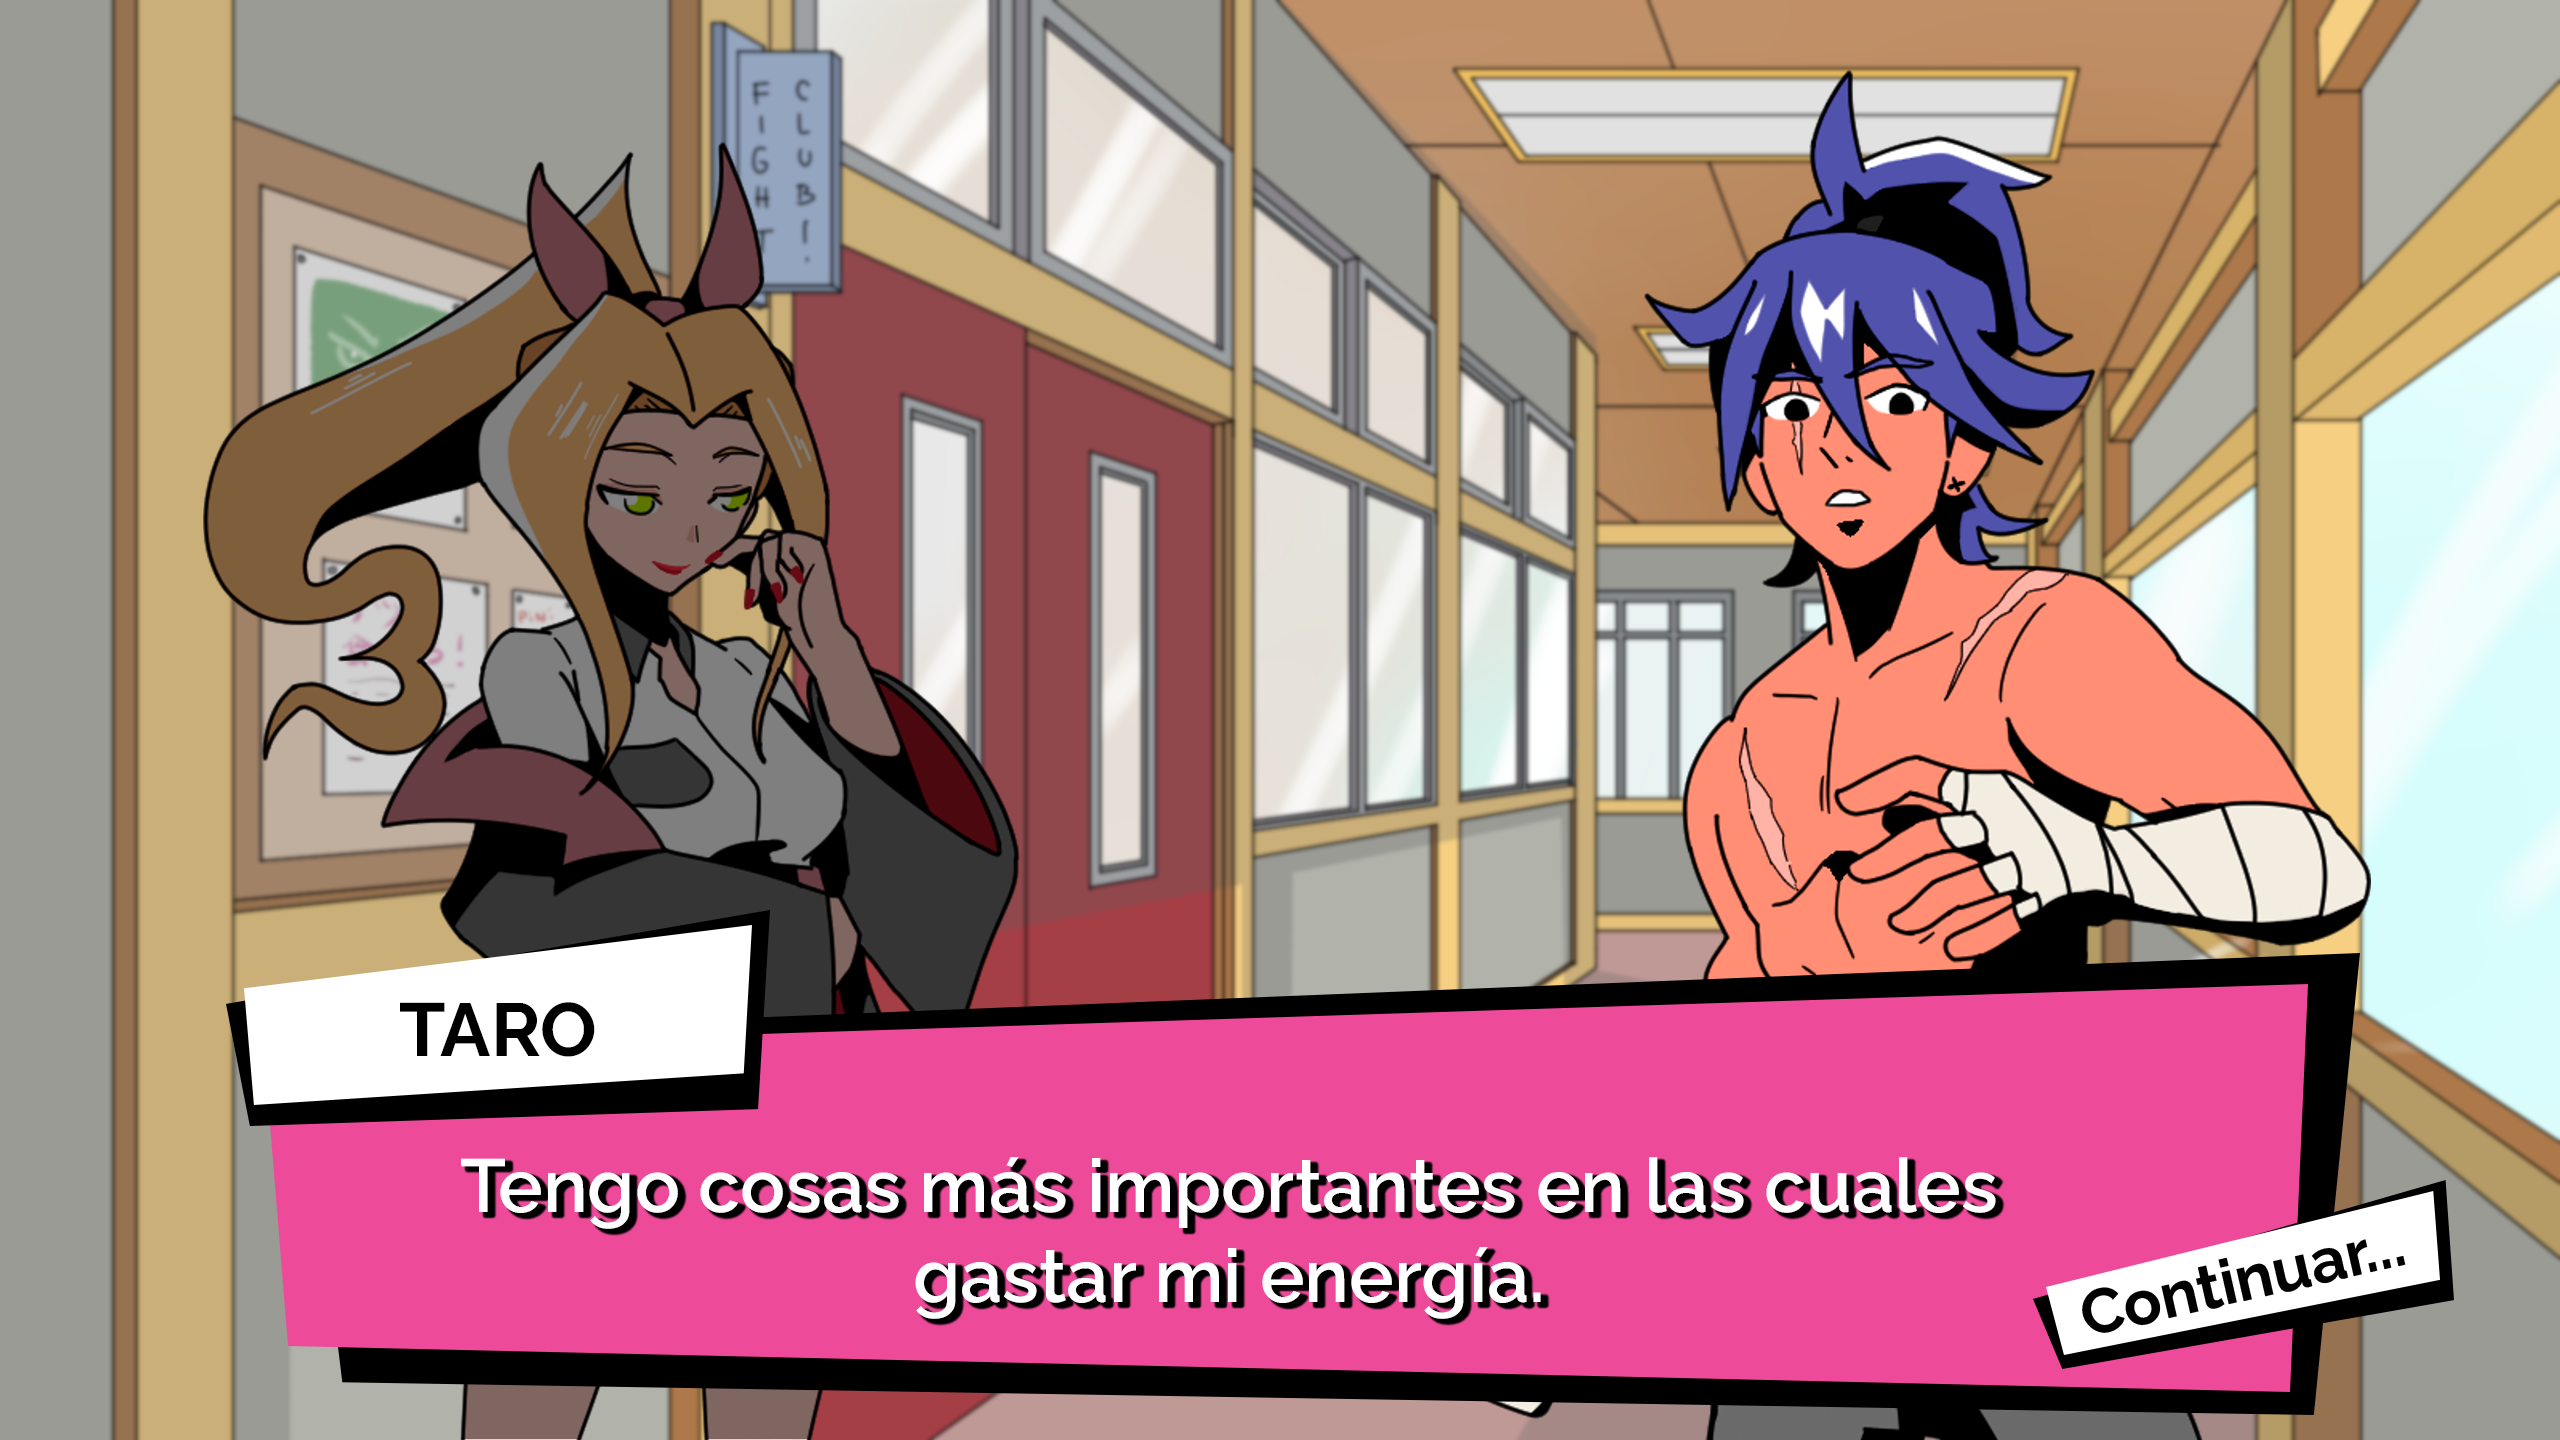 FIGHT
CLUB!
TARO
Tengo cosas más importantes en las cuales
gastar mi energía.
Continuar...